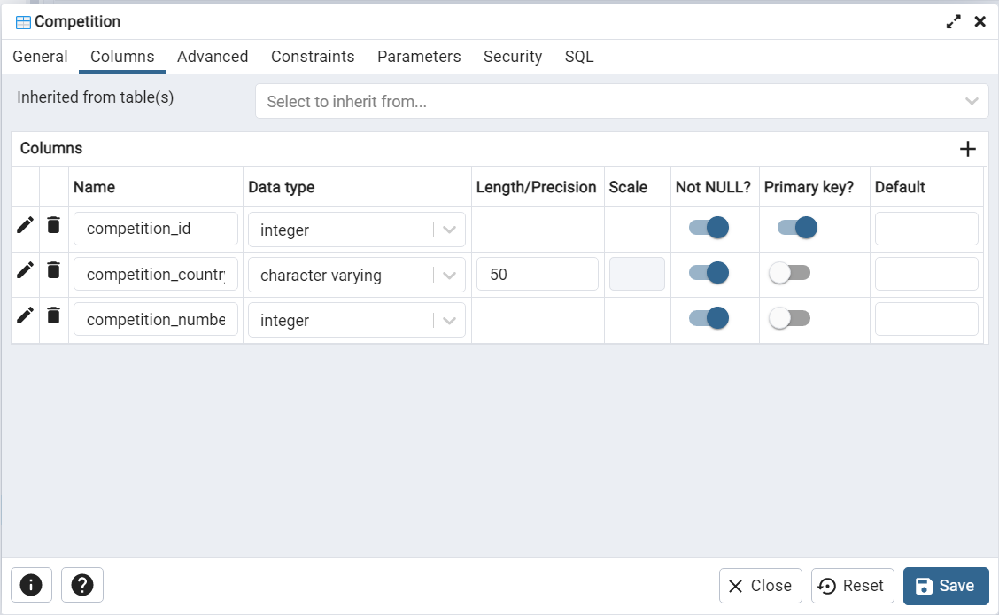 Competition
General Columns Advanced Constraints Parameters Security SQL
Inherited from table(s) Select to inherit from...
Columns
Name Data type Length/Precision Scale Not NULL? Primary key? Default
competition_id integer
competition_country character varying 50
competition_numbe integer
Close Reset Save